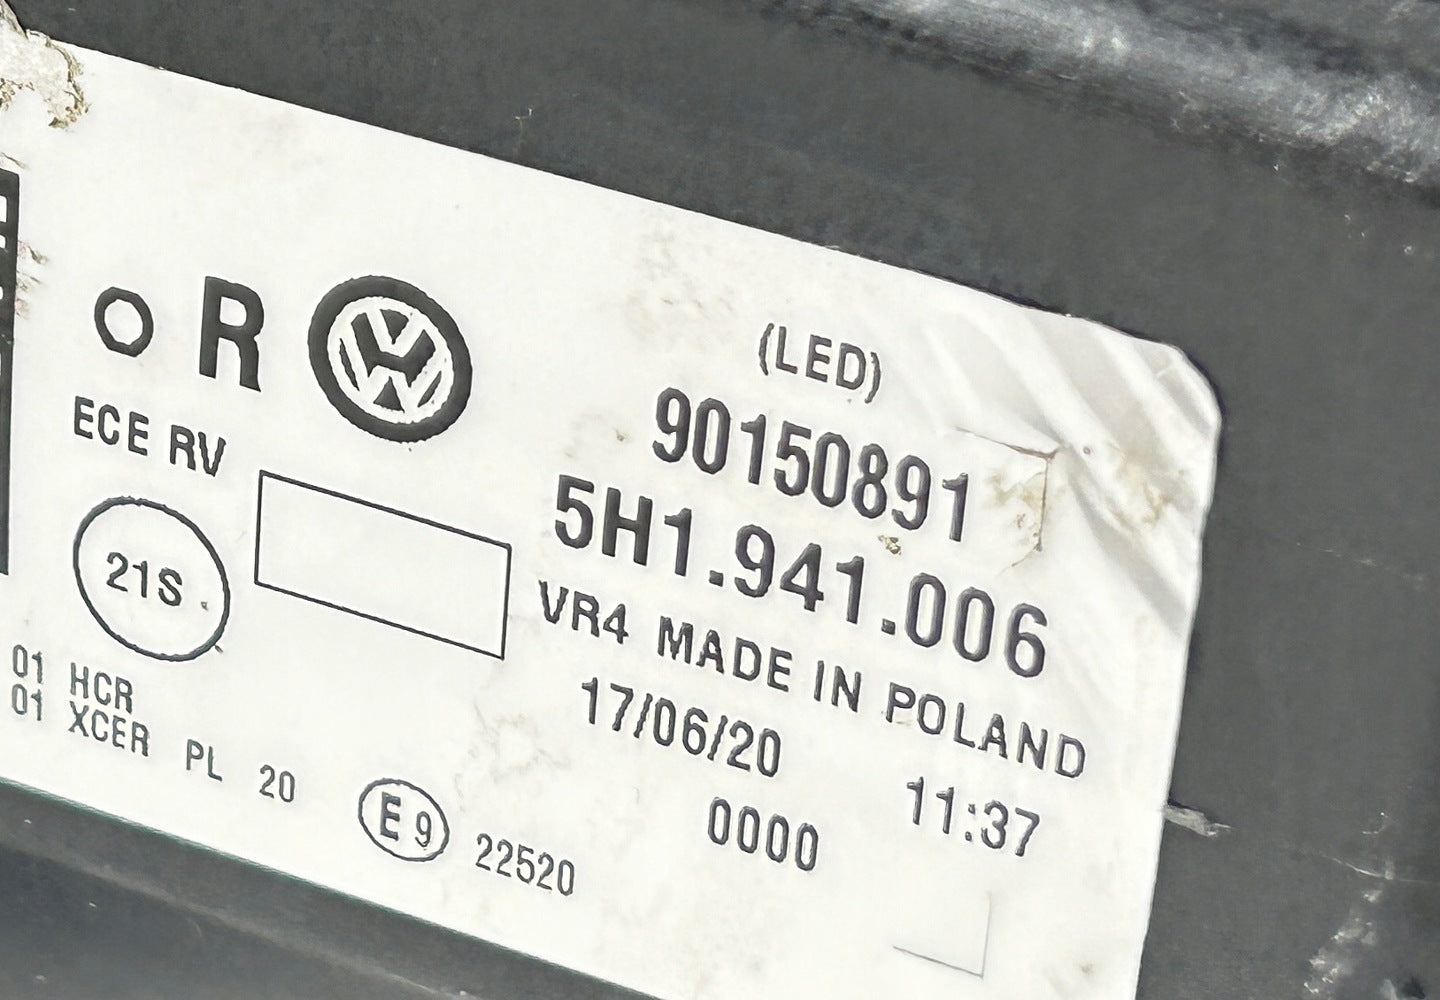 O R
ECE RV
21S
01 HCR
01 XCER PL 20
E 9 22520
(LED)
90150891
5H1.941.006
VR4 MADE IN POLAND
17/06/20 11:37
0000